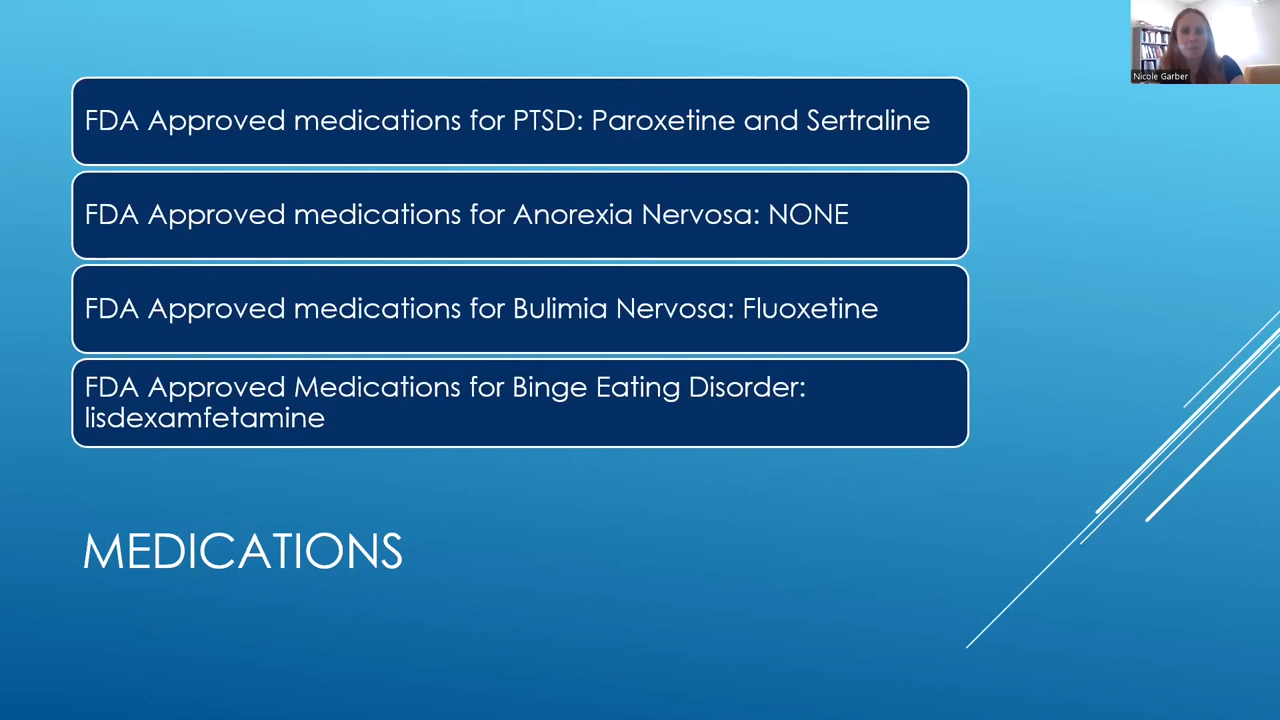 Nicole Garber
FDA Approved medications for PTSD: Paroxetine and Sertraline
FDA Approved medications for Anorexia Nervosa: NONE
FDA Approved medications for Bulimia Nervosa: Fluoxetine
FDA Approved Medications for Binge Eating Disorder:
lisdexamfetamine
MEDICATIONS